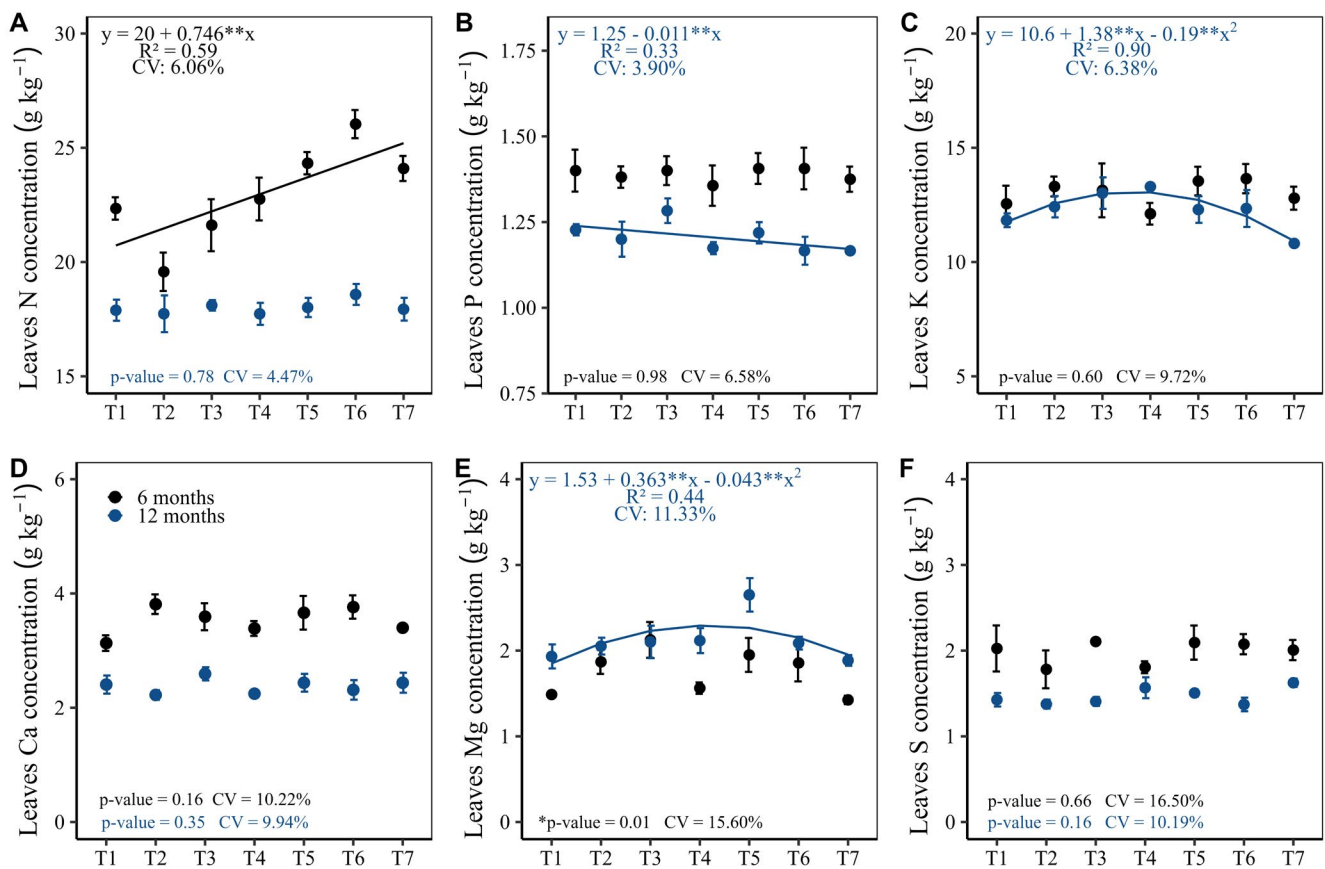 A
y = 20 + 0.746**x
R² = 0.59
CV: 6.06%
Leaves N concentration (g kg⁻¹)
30
25
20
15
p-value = 0.78 CV = 4.47%
T1 T2 T3 T4 T5 T6 T7
B
y = 1.25 - 0.011**x
R² = 0.33
CV: 3.90%
Leaves P concentration (g kg⁻¹)
1.75
1.50
1.25
1.00
0.75
p-value = 0.98 CV = 6.58%
T1 T2 T3 T4 T5 T6 T7
C
y = 10.6 + 1.38**x - 0.19**x²
R² = 0.90
CV: 6.38%
Leaves K concentration (g kg⁻¹)
20
15
10
5
p-value = 0.60 CV = 9.72%
T1 T2 T3 T4 T5 T6 T7
D
6 months
12 months
Leaves Ca concentration (g kg⁻¹)
6
4
2
0
p-value = 0.16 CV = 10.22%
p-value = 0.35 CV = 9.94%
T1 T2 T3 T4 T5 T6 T7
E
y = 1.53 + 0.363**x - 0.043**x²
R² = 0.44
CV: 11.33%
Leaves Mg concentration (g kg⁻¹)
4
3
2
1
0
*p-value = 0.01 CV = 15.60%
T1 T2 T3 T4 T5 T6 T7
F
Leaves S concentration (g kg⁻¹)
4
3
2
1
0
p-value = 0.66 CV = 16.50%
p-value = 0.16 CV = 10.19%
T1 T2 T3 T4 T5 T6 T7